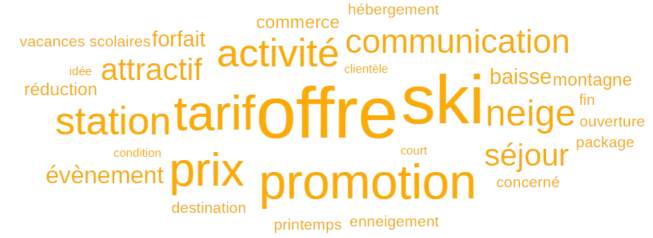 hébergement
commerce
vacances scolaires forfait
activité communication
idée attractif clientèle
baisse montagne
réduction
station tarif offre ski neige
fin
ouverture
package
condition court
évènement prix séjour
promotion concerné
destination
printemps enneigement